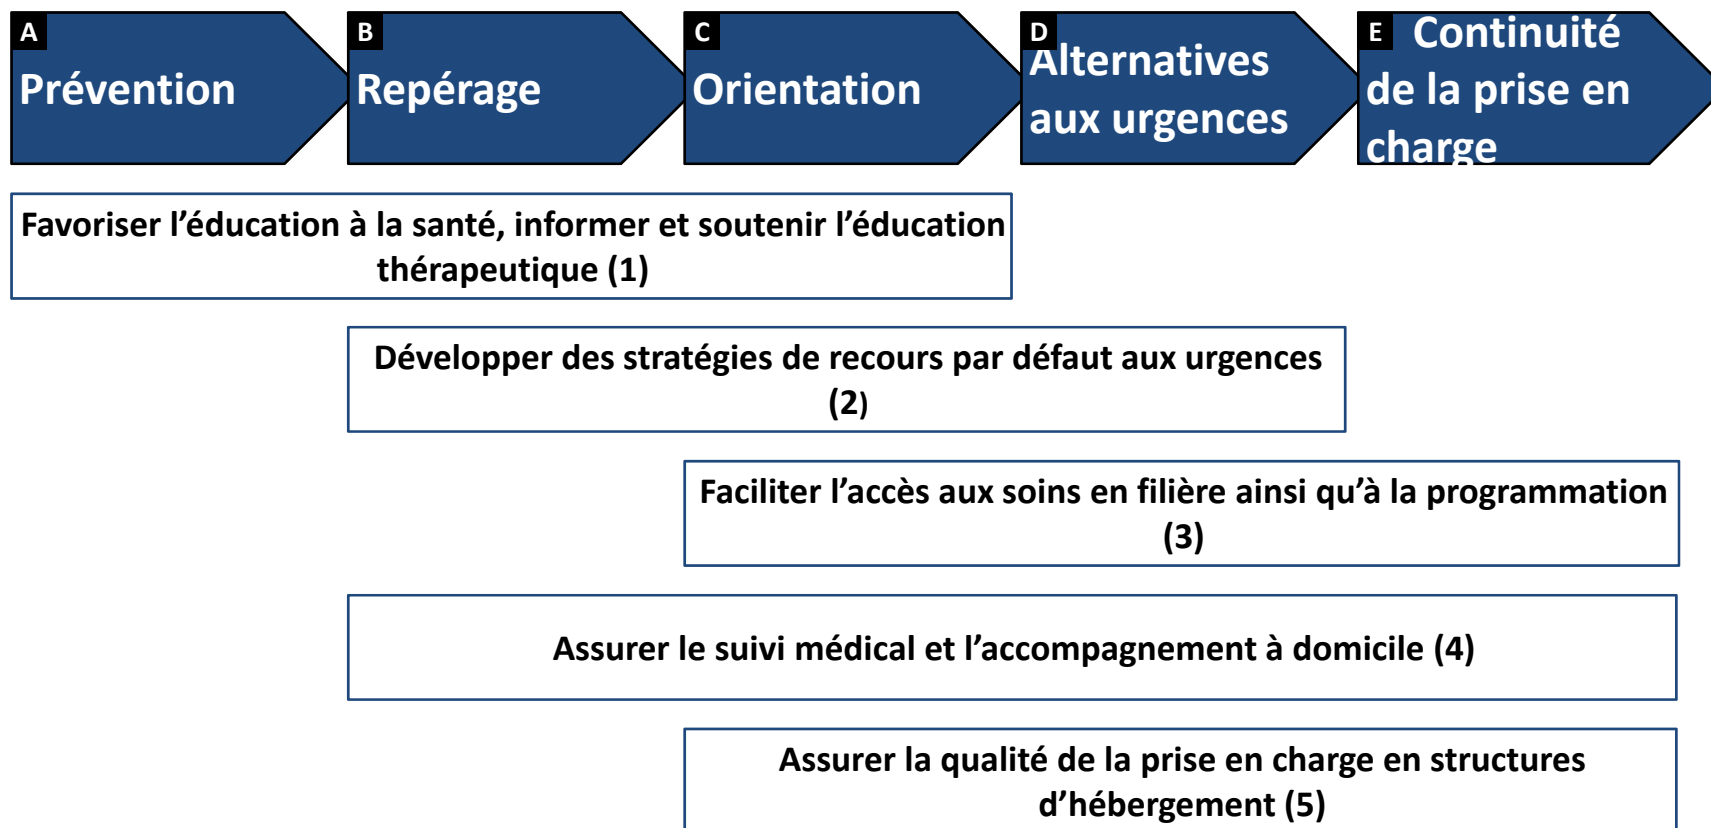 A
Prévention
B
Repérage
C
Orientation
D
Alternatives
aux urgences
E
Continuité
de la prise en
charge
Favoriser l’éducation à la santé, informer et soutenir l’éducation
thérapeutique (1)
Développer des stratégies de recours par défaut aux urgences
(2)
Faciliter l’accès aux soins en filière ainsi qu’à la programmation
(3)
Assurer le suivi médical et l’accompagnement à domicile (4)
Assurer la qualité de la prise en charge en structures
d’hébergement (5)